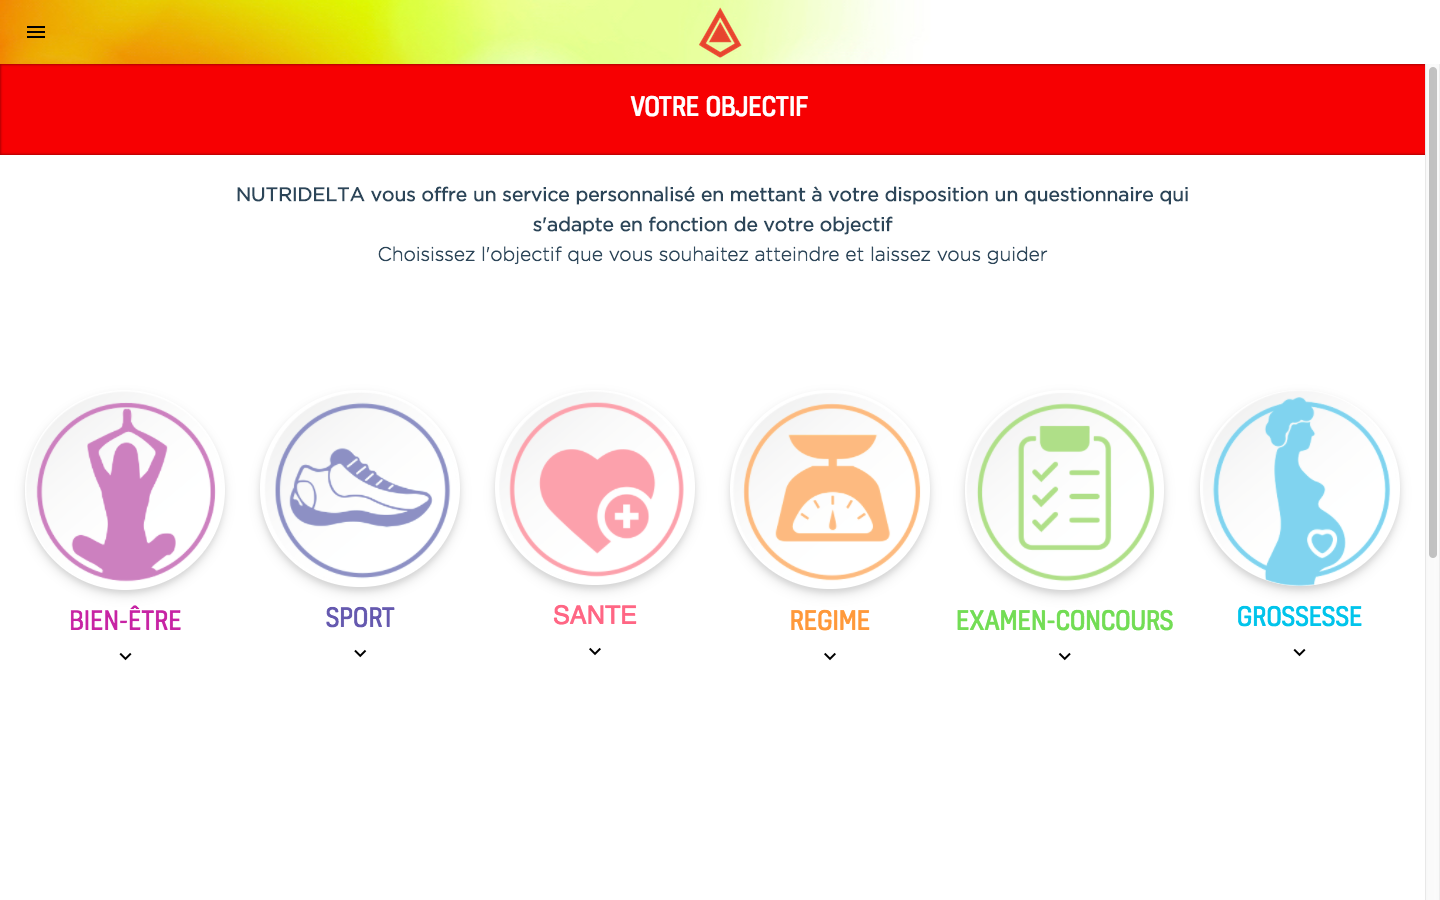 VOTRE OBJECTIF
NUTRIDELTA vous offre un service personnalisé en mettant à votre disposition un questionnaire qui
s'adapte en fonction de votre objectif
Choisissez l'objectif que vous souhaitez atteindre et laissez vous guider
BIEN-ÊTRE
SPORT
SANTE
REGIME
EXAMEN-CONCOURS
GROSSESSE